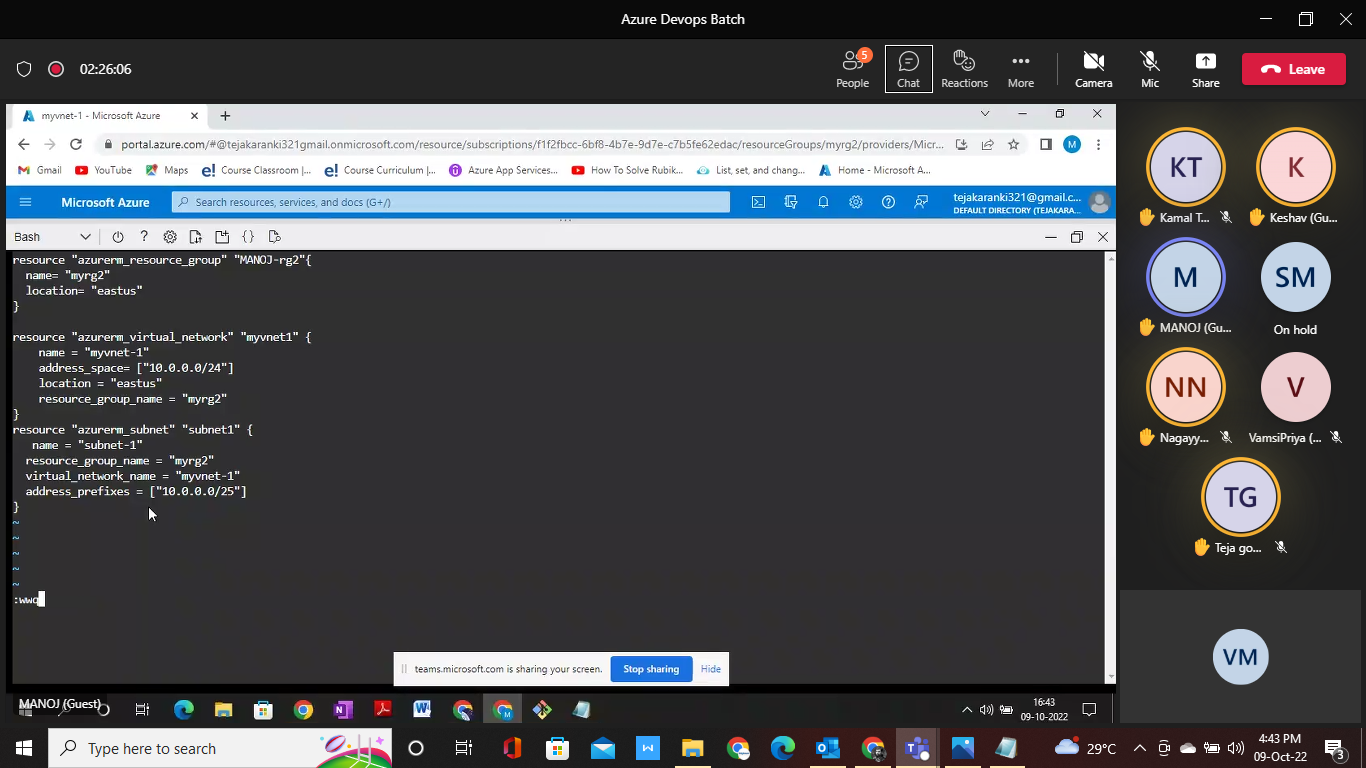 Azure Devops Batch
02:26:06
5
People
Chat
Reactions
More
Camera
Mic
Share
Leave
myvnet-1 - Microsoft Azure
portal.azure.com/#@tejakaranki321gmail.onmicrosoft.com/resource/subscriptions/f1f2fbcc-6bf8-4b7e-9d7e-c7b5fe62edac/resourceGroups/myrg2/providers/Micr...
M
Gmail
YouTube
Maps
Course Classroom |...
Course Curriculum |...
Azure App Services...
How To Solve Rubik...
List, set, and chang...
Home - Microsoft A...
Microsoft Azure
Search resources, services, and docs (G+/)
tejakaranki321@gmail.c...
DEFAULT DIRECTORY (TEJAKARA...
Bash
resource "azurerm_resource_group" "MANOJ-rg2"{
name= "myrg2"
location= "eastus"
}
resource "azurerm_virtual_network" "myvnet1" {
name = "myvnet-1"
address_space= ["10.0.0.0/24"]
location = "eastus"
resource_group_name = "myrg2"
}
resource "azurerm_subnet" "subnet1" {
name = "subnet-1"
resource_group_name = "myrg2"
virtual_network_name = "myvnet-1"
address_prefixes = ["10.0.0.0/25"]
}
~
~
~
~
~
:wwq
teams.microsoft.com is sharing your screen.
Stop sharing
Hide
MANOJ (Guest)
16:43
09-10-2022
KT
Kamal T...
K
Keshav (Gu...
M
MANOJ (Gu...
SM
On hold
NN
Nagayy...
V
VamsiPriya (...
TG
Teja go...
VM
Type here to search
29°C
4:43 PM
09-Oct-22
3